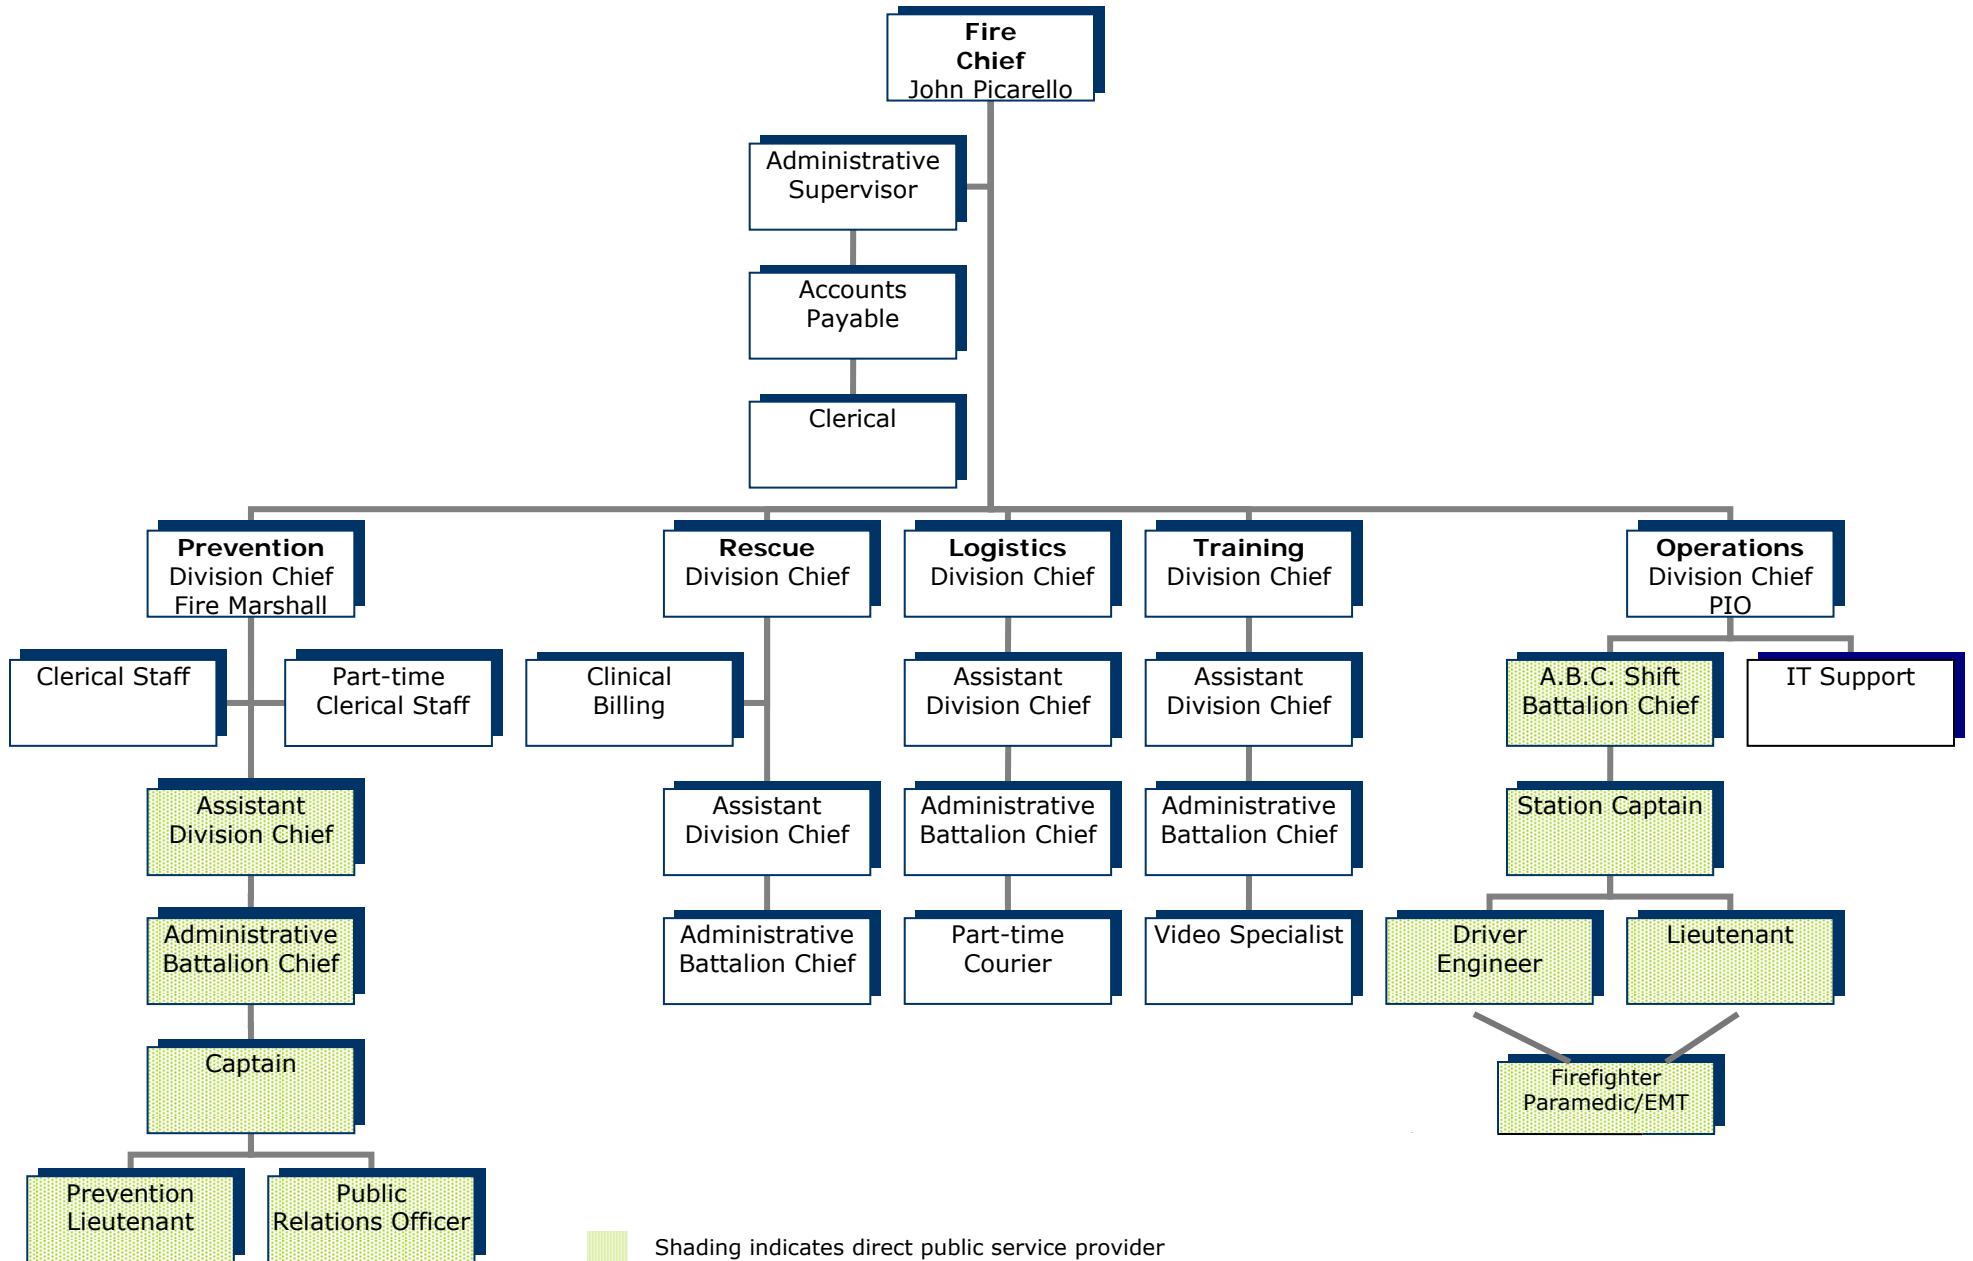 Fire
Chief
John Picarello
Administrative
Supervisor
Accounts
Payable
Clerical
Prevention
Division Chief
Fire Marshall
Rescue
Division Chief
Logistics
Division Chief
Training
Division Chief
Operations
Division Chief
PIO
Clerical Staff
Part-time
Clerical Staff
Clinical
Billing
Assistant
Division Chief
Assistant
Division Chief
A.B.C. Shift
Battalion Chief
IT Support
Assistant
Division Chief
Assistant
Division Chief
Administrative
Battalion Chief
Administrative
Battalion Chief
Station Captain
Administrative
Battalion Chief
Administrative
Battalion Chief
Part-time
Courier
Video Specialist
Driver
Engineer
Lieutenant
Captain
Firefighter
Paramedic/EMT
Prevention
Lieutenant
Public
Relations Officer
Shading indicates direct public service provider